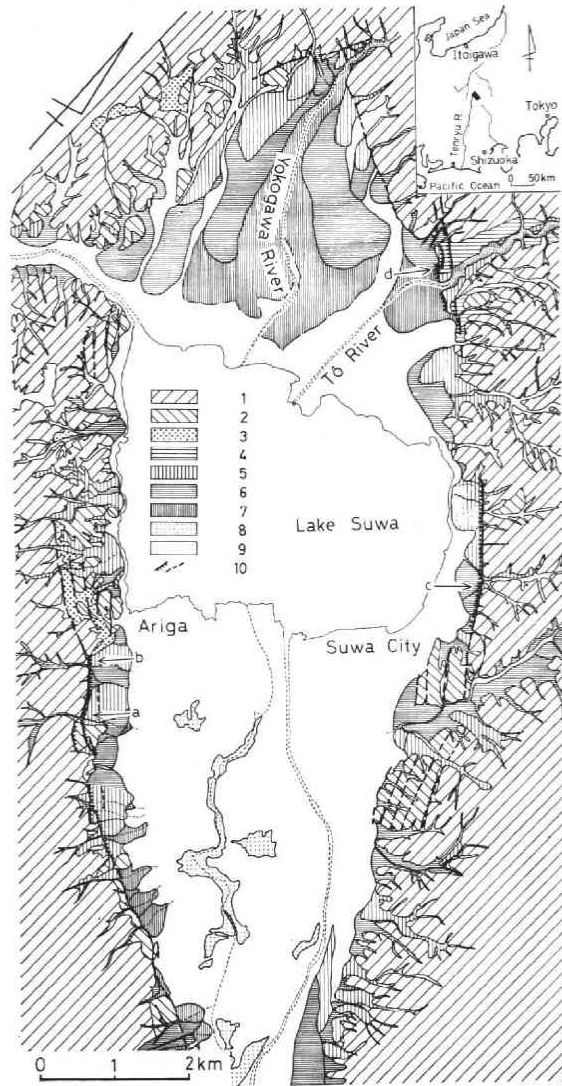 Japan Sea
Itoigawa
Tokyo
Tenryu R.
Shizuoka
Pacific Ocean
0 50km
Yokogawa River
d
Tō River
1
2
3
4
5
6
7
8
9
10
Lake Suwa
c
Ariga
Suwa City
b
a
0 1 2km